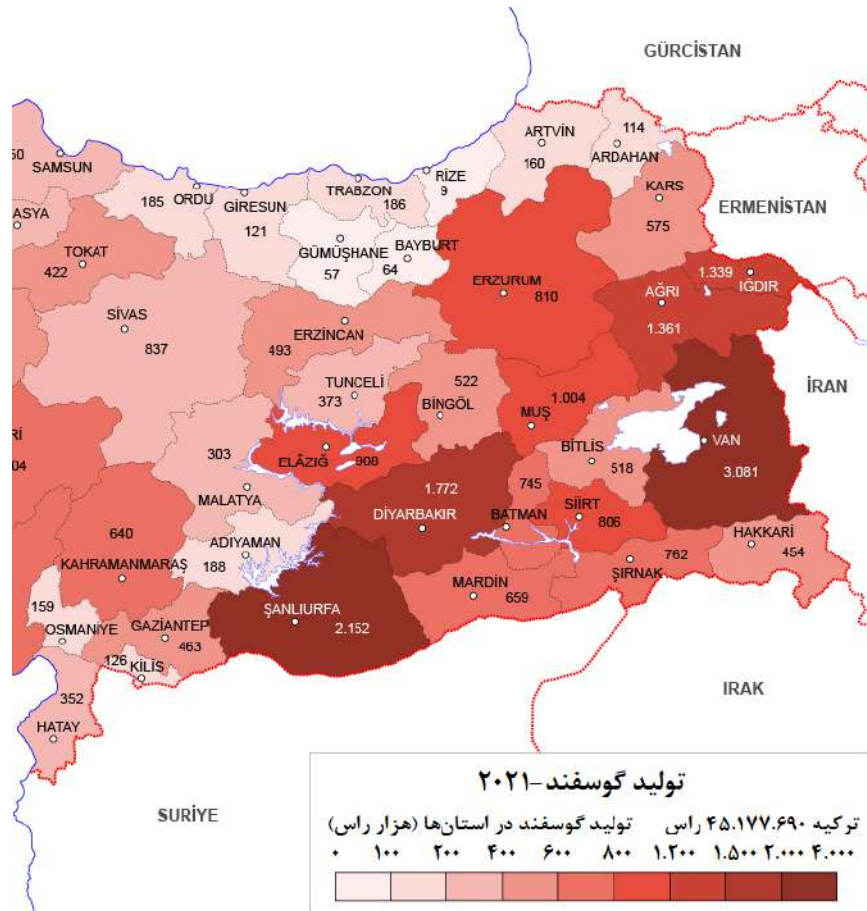 GÜRCİSTAN
ARTVİN
160
114
ARDAHAN
50
SAMSUN
185
ORDU
GİRESUN
121
TRABZON
186
RİZE
9
KARS
575
ERMENİSTAN
ASYA
TOKAT
422
GÜMÜŞHANE
57
BAYBURT
64
ERZURUM
810
1.339
IĞDIR
AĞRI
1.361
SİVAS
837
ERZİNCAN
493
İRAN
TUNCELİ
373
522
BİNGÖL
1.004
MUŞ
Rİ
04
303
MALATYA
ELÂZIĞ
908
BİTLİS
518
VAN
3.081
1.772
DİYARBAKIR
745
BATMAN
SİİRT
806
640
KAHRAMANMARAŞ
ADIYAMAN
188
HAKKARİ
454
762
ŞIRNAK
MARDİN
659
159
OSMANİYE
GAZİANTEP
463
ŞANLIURFA
2.152
126
KİLİS
352
HATAY
IRAK
SURİYE
تولید گوسفند-۲۰۲۱
ترکیه ۴۵.۱۷۷.۶۹۰ راس تولید گوسفند در استان‌ها (هزار راس)
۰ ۱۰۰ ۲۰۰ ۴۰۰ ۶۰۰ ۸۰۰ ۱.۲۰۰ ۱.۵۰۰ ۲.۰۰۰ ۴.۰۰۰